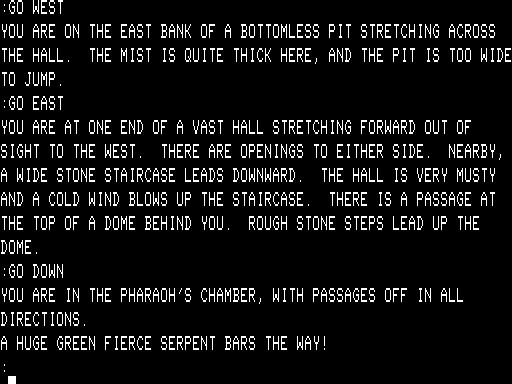 :GO WEST
YOU ARE ON THE EAST BANK OF A BOTTOMLESS PIT STRETCHING ACROSS
THE HALL.  THE MIST IS QUITE THICK HERE, AND THE PIT IS TOO WIDE
TO JUMP.
:GO EAST
YOU ARE AT ONE END OF A VAST HALL STRETCHING FORWARD OUT OF
SIGHT TO THE WEST.  THERE ARE OPENINGS TO EITHER SIDE.  NEARBY,
A WIDE STONE STAIRCASE LEADS DOWNWARD.  THE HALL IS VERY MUSTY
AND A COLD WIND BLOWS UP THE STAIRCASE.  THERE IS A PASSAGE AT
THE TOP OF A DOME BEHIND YOU.  ROUGH STONE STEPS LEAD UP THE
DOME.
:GO DOWN
YOU ARE IN THE PHARAOH'S CHAMBER, WITH PASSAGES OFF IN ALL
DIRECTIONS.
A HUGE GREEN FIERCE SERPENT BARS THE WAY!
: